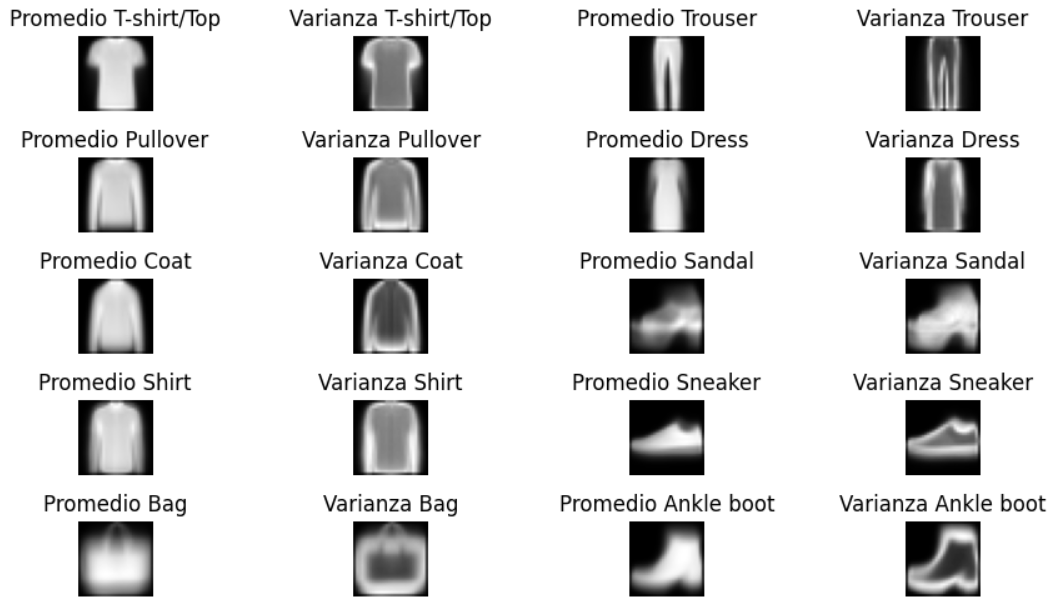 Promedio T-shirt/Top
Varianza T-shirt/Top
Promedio Trouser
Varianza Trouser
Promedio Pullover
Varianza Pullover
Promedio Dress
Varianza Dress
Promedio Coat
Varianza Coat
Promedio Sandal
Varianza Sandal
Promedio Shirt
Varianza Shirt
Promedio Sneaker
Varianza Sneaker
Promedio Bag
Varianza Bag
Promedio Ankle boot
Varianza Ankle boot